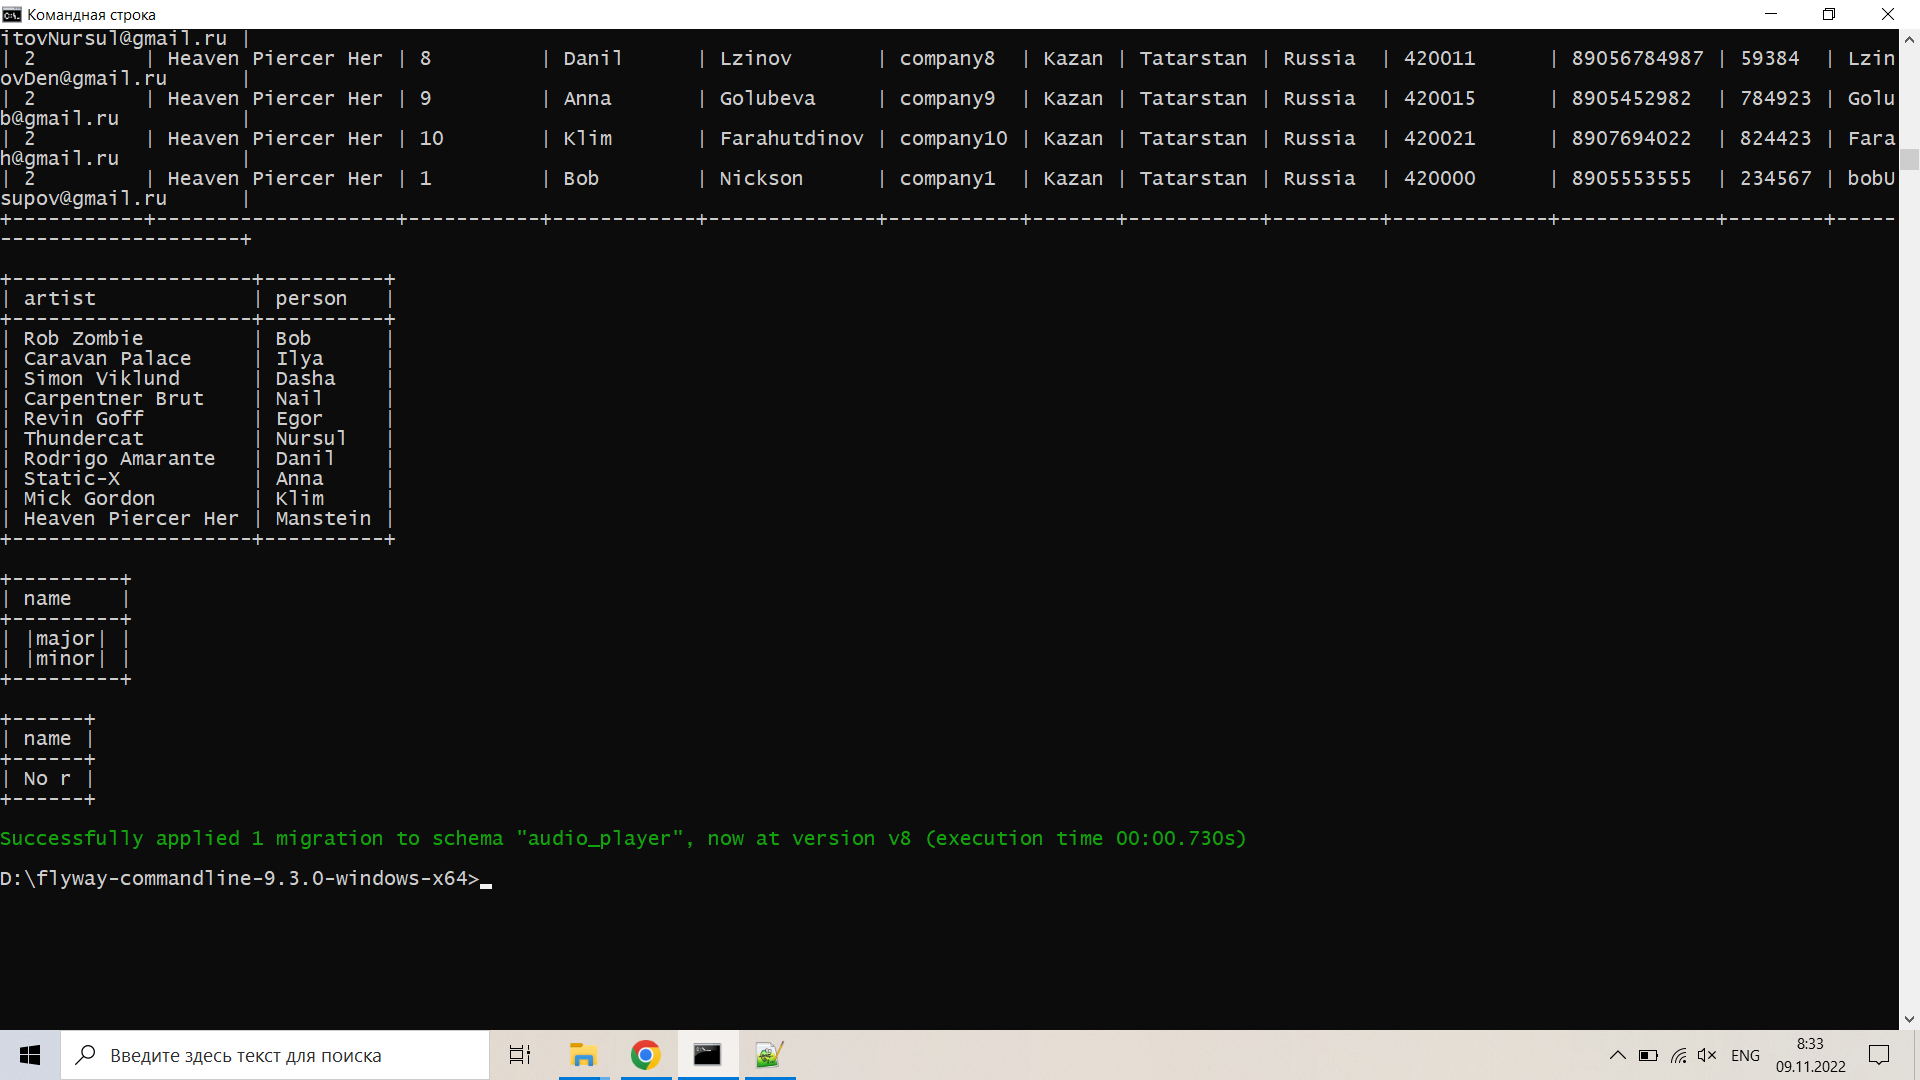 Командная строка
itovNursul@gmail.ru |
| 2 | Heaven Piercer Her | 8 | Danil | Lzinov | company8 | Kazan | Tatarstan | Russia | 420011 | 89056784987 | 59384 | Lzin
ovDen@gmail.ru |
| 2 | Heaven Piercer Her | 9 | Anna | Golubeva | company9 | Kazan | Tatarstan | Russia | 420015 | 8905452982 | 784923 | Golu
b@gmail.ru |
| 2 | Heaven Piercer Her | 10 | Klim | Farahutdinov | company10 | Kazan | Tatarstan | Russia | 420021 | 8907694022 | 824423 | Fara
h@gmail.ru |
| 2 | Heaven Piercer Her | 1 | Bob | Nickson | company1 | Kazan | Tatarstan | Russia | 420000 | 8905553555 | 234567 | bobU
supov@gmail.ru |
| artist | person |
| Rob Zombie | Bob |
| Caravan Palace | Ilya |
| Simon Viklund | Dasha |
| Carpentner Brut | Nail |
| Revin Goff | Egor |
| Thundercat | Nursul |
| Rodrigo Amarante | Danil |
| Static-X | Anna |
| Mick Gordon | Klim |
| Heaven Piercer Her | Manstein |
| name |
| |major| |
| |minor| |
| name |
| No r |
Successfully applied 1 migration to schema "audio_player", now at version v8 (execution time 00:00.730s)
D:\flyway-commandline-9.3.0-windows-x64>
Введите здесь текст для поиска
ENG
8:33
09.11.2022